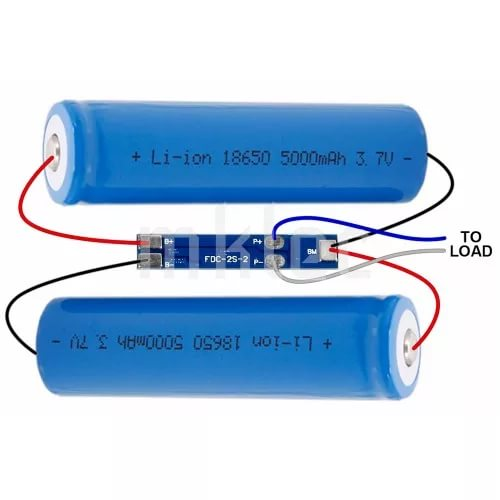 + Li-ion 18650 5000mAh 3.7V -
B+
P+
BM
TO
LOAD
FDC-2S-2
B-
P-
+ Li-ion 18650 5000mAh 3.7V -